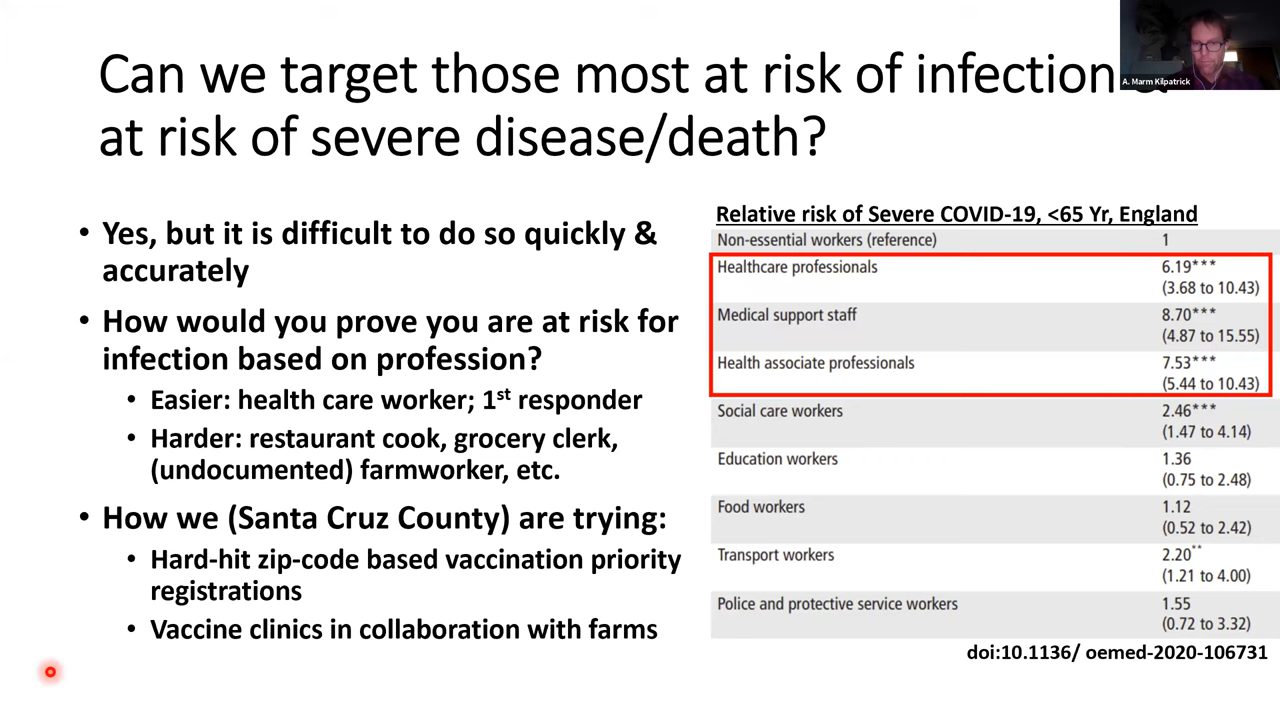 Can we target those most at risk of infection &
at risk of severe disease/death?
A. Marm Kilpatrick
• Yes, but it is difficult to do so quickly &
accurately
• How would you prove you are at risk for
infection based on profession?
• Easier: health care worker; 1st responder
• Harder: restaurant cook, grocery clerk,
(undocumented) farmworker, etc.
• How we (Santa Cruz County) are trying:
• Hard-hit zip-code based vaccination priority
registrations
• Vaccine clinics in collaboration with farms
Relative risk of Severe COVID-19, <65 Yr, England
Non-essential workers (reference) 1
Healthcare professionals 6.19***
(3.68 to 10.43)
Medical support staff 8.70***
(4.87 to 15.55)
Health associate professionals 7.53***
(5.44 to 10.43)
Social care workers 2.46***
(1.47 to 4.14)
Education workers 1.36
(0.75 to 2.48)
Food workers 1.12
(0.52 to 2.42)
Transport workers 2.20**
(1.21 to 4.00)
Police and protective service workers 1.55
(0.72 to 3.32)
doi:10.1136/ oemed-2020-106731